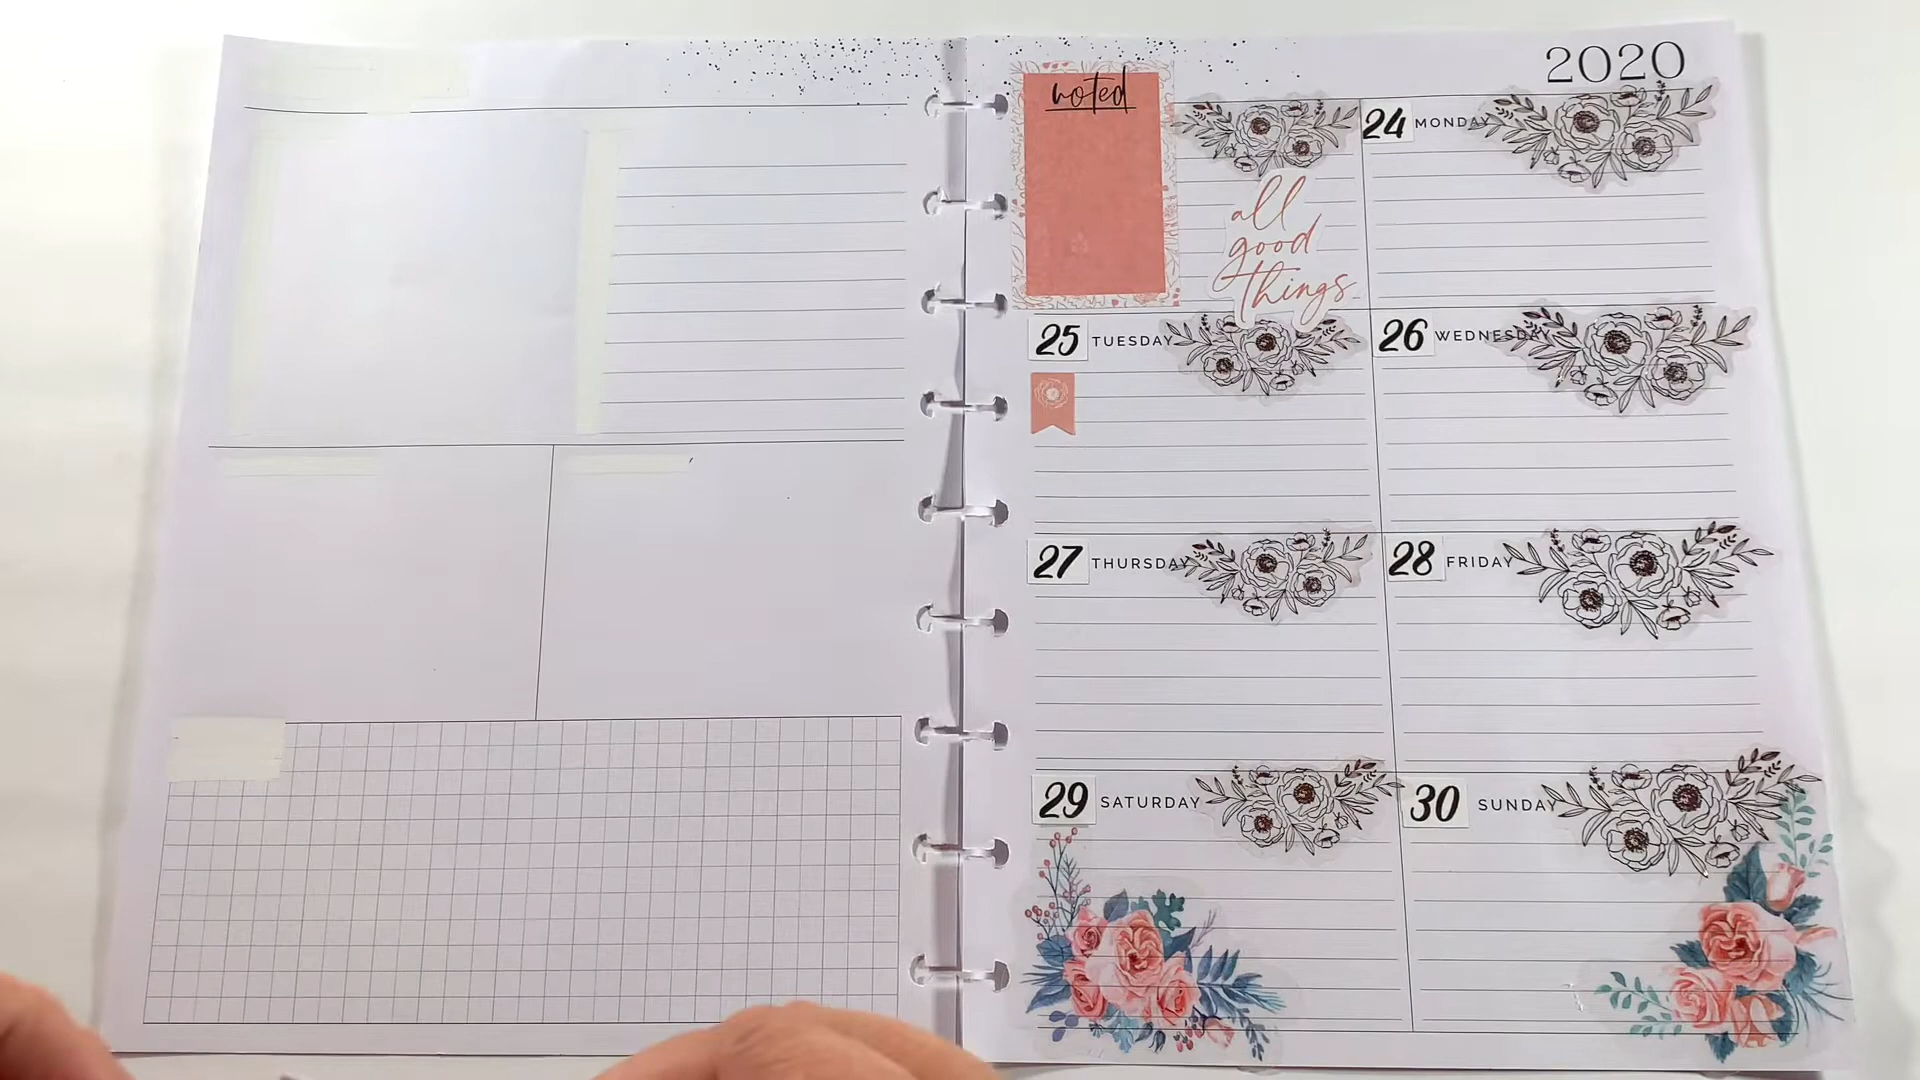 2020
noted
all
good
things
24 MONDAY
25 TUESDAY
26 WEDNESDAY
27 THURSDAY
28 FRIDAY
29 SATURDAY
30 SUNDAY